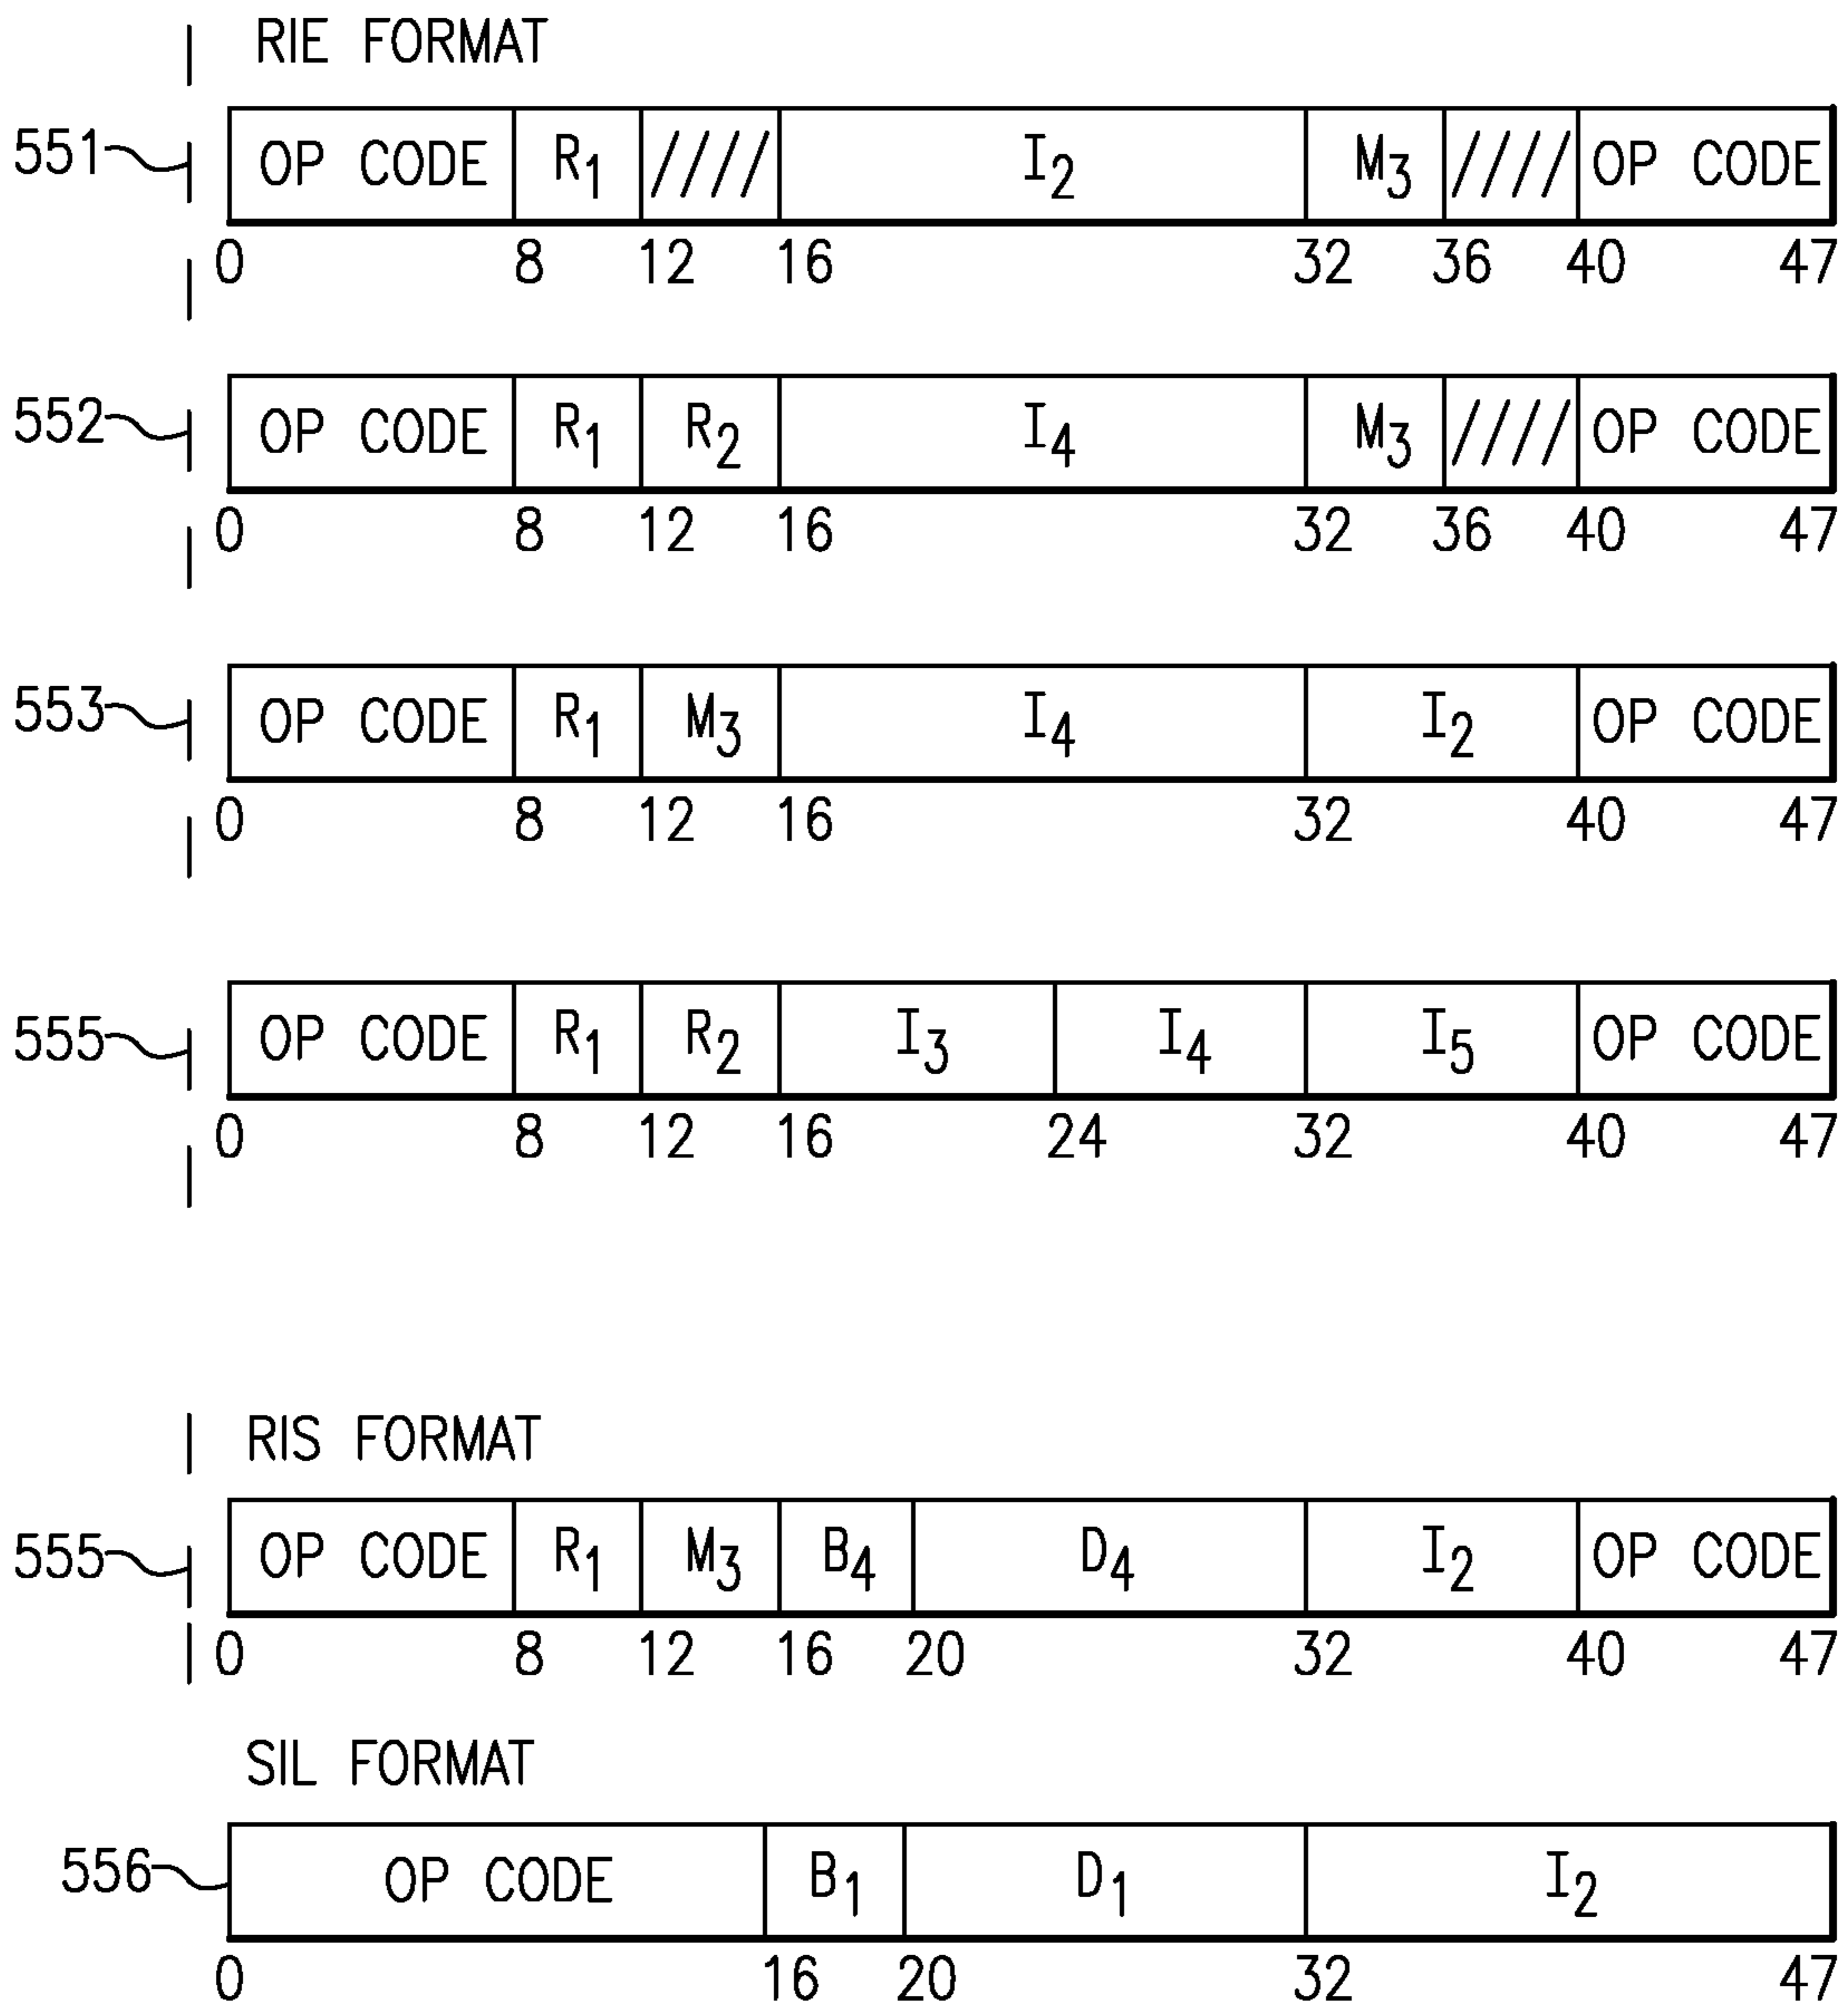 RIE FORMAT
551 OP CODE R1 //// I2 M3 //// OP CODE
0 8 12 16 32 36 40 47
552 OP CODE R1 R2 I4 M3 //// OP CODE
0 8 12 16 32 36 40 47
553 OP CODE R1 M3 I4 I2 OP CODE
0 8 12 16 32 40 47
555 OP CODE R1 R2 I3 I4 I5 OP CODE
0 8 12 16 24 32 40 47
RIS FORMAT
555 OP CODE R1 M3 B4 D4 I2 OP CODE
0 8 12 16 20 32 40 47
SIL FORMAT
556 OP CODE B1 D1 I2
0 16 20 32 47